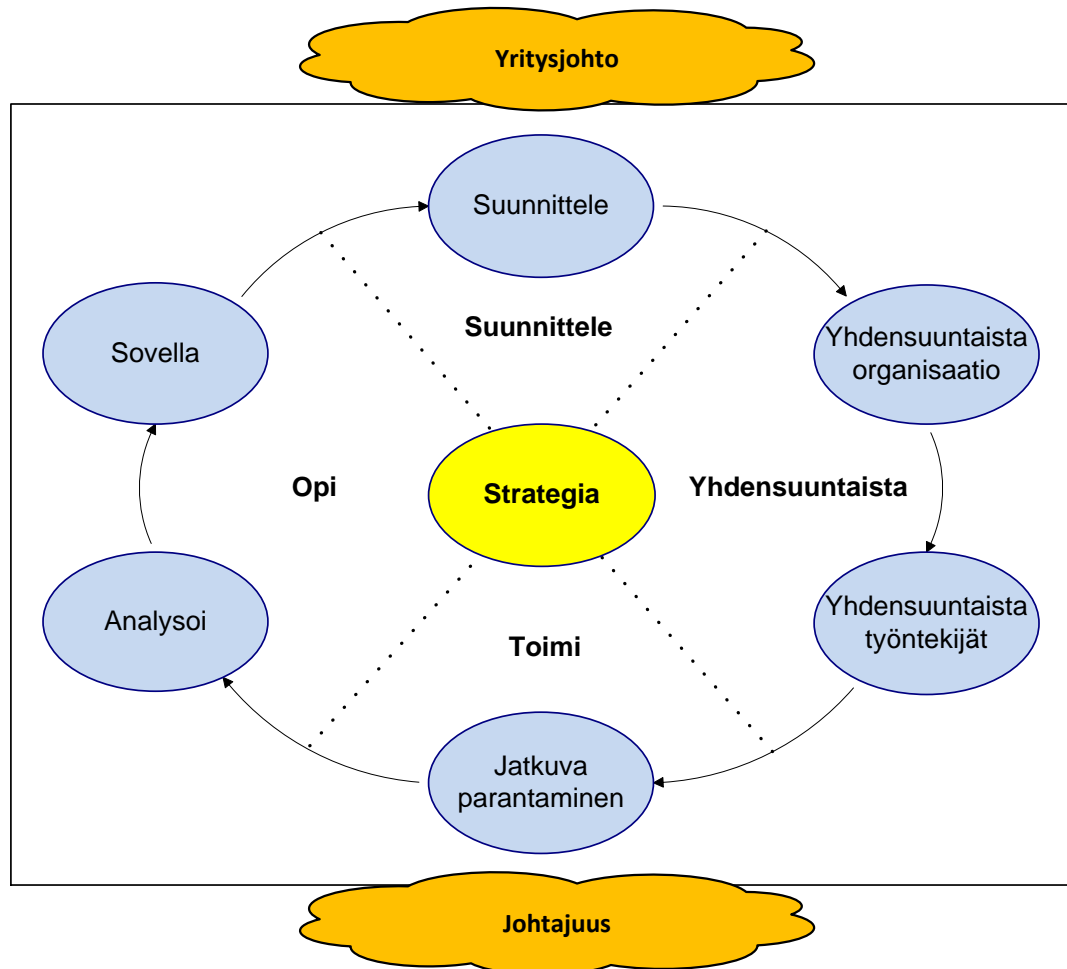 Yritysjohto
Suunnittele
Suunnittele
Sovella
Yhdensuuntaista
organisaatio
Opi
Strategia
Yhdensuuntaista
Analysoi
Yhdensuuntaista
työntekijät
Toimi
Jatkuva
parantaminen
Johtajuus